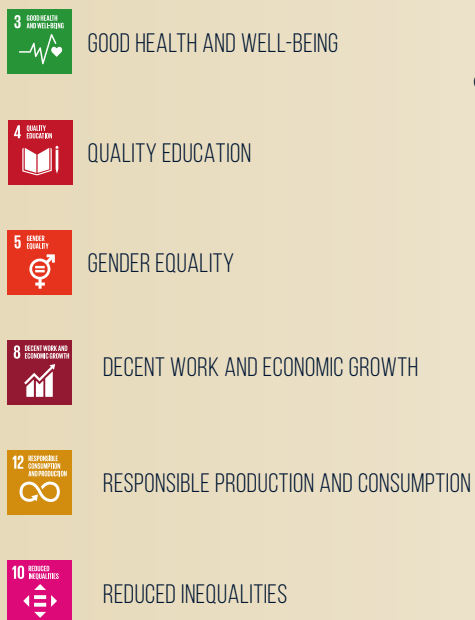 3 GOOD HEALTH
AND WELL-BEING
GOOD HEALTH AND WELL-BEING
4 QUALITY
EDUCATION
QUALITY EDUCATION
5 GENDER
EQUALITY
GENDER EQUALITY
8 DECENT WORK AND
ECONOMIC GROWTH
DECENT WORK AND ECONOMIC GROWTH
12 RESPONSIBLE
CONSUMPTION
AND PRODUCTION
RESPONSIBLE PRODUCTION AND CONSUMPTION
10 REDUCED
INEQUALITIES
REDUCED INEQUALITIES